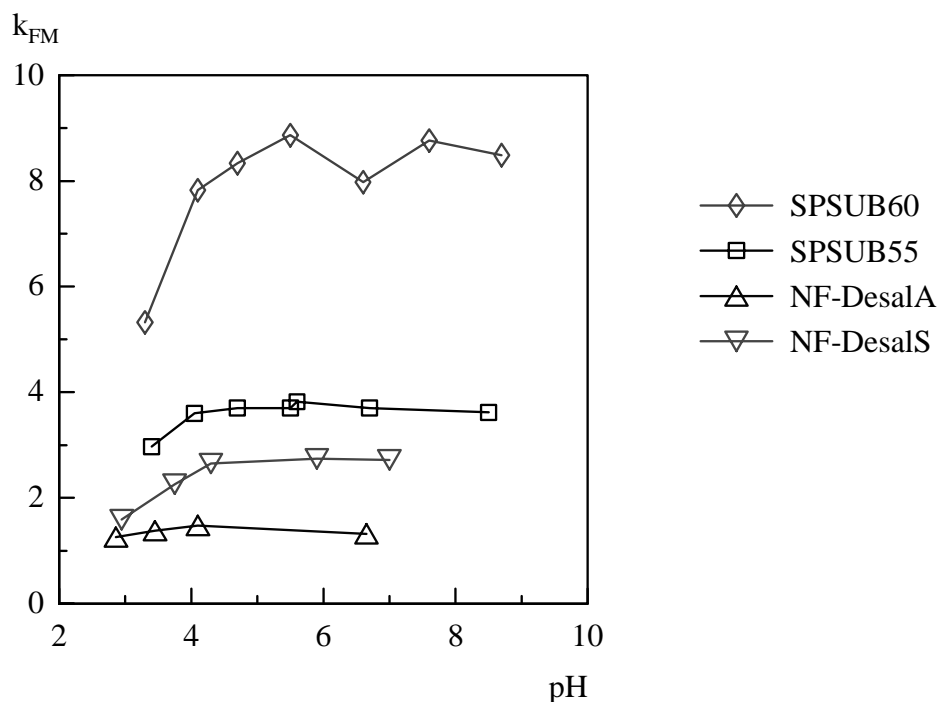 k_FM
10
8
6
4
2
0
2 4 6 8 10
pH
SPSUB60
SPSUB55
NF-DesalA
NF-DesalS